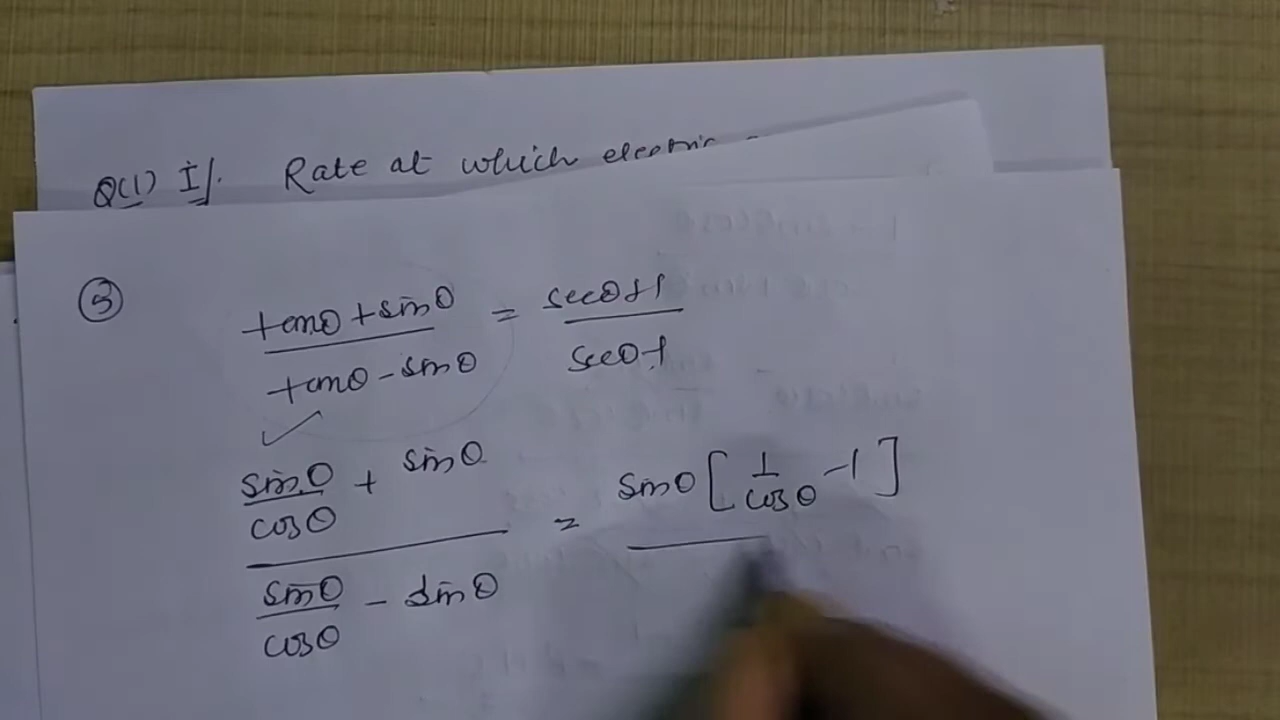 Q(1) I/. Rate at which
5
tanθ + sinθ / tanθ - sinθ = secθ+1 / secθ-1
✓
sinθ/cosθ + sinθ / sinθ/cosθ - sinθ = sinθ [ 1/cosθ -1 ]